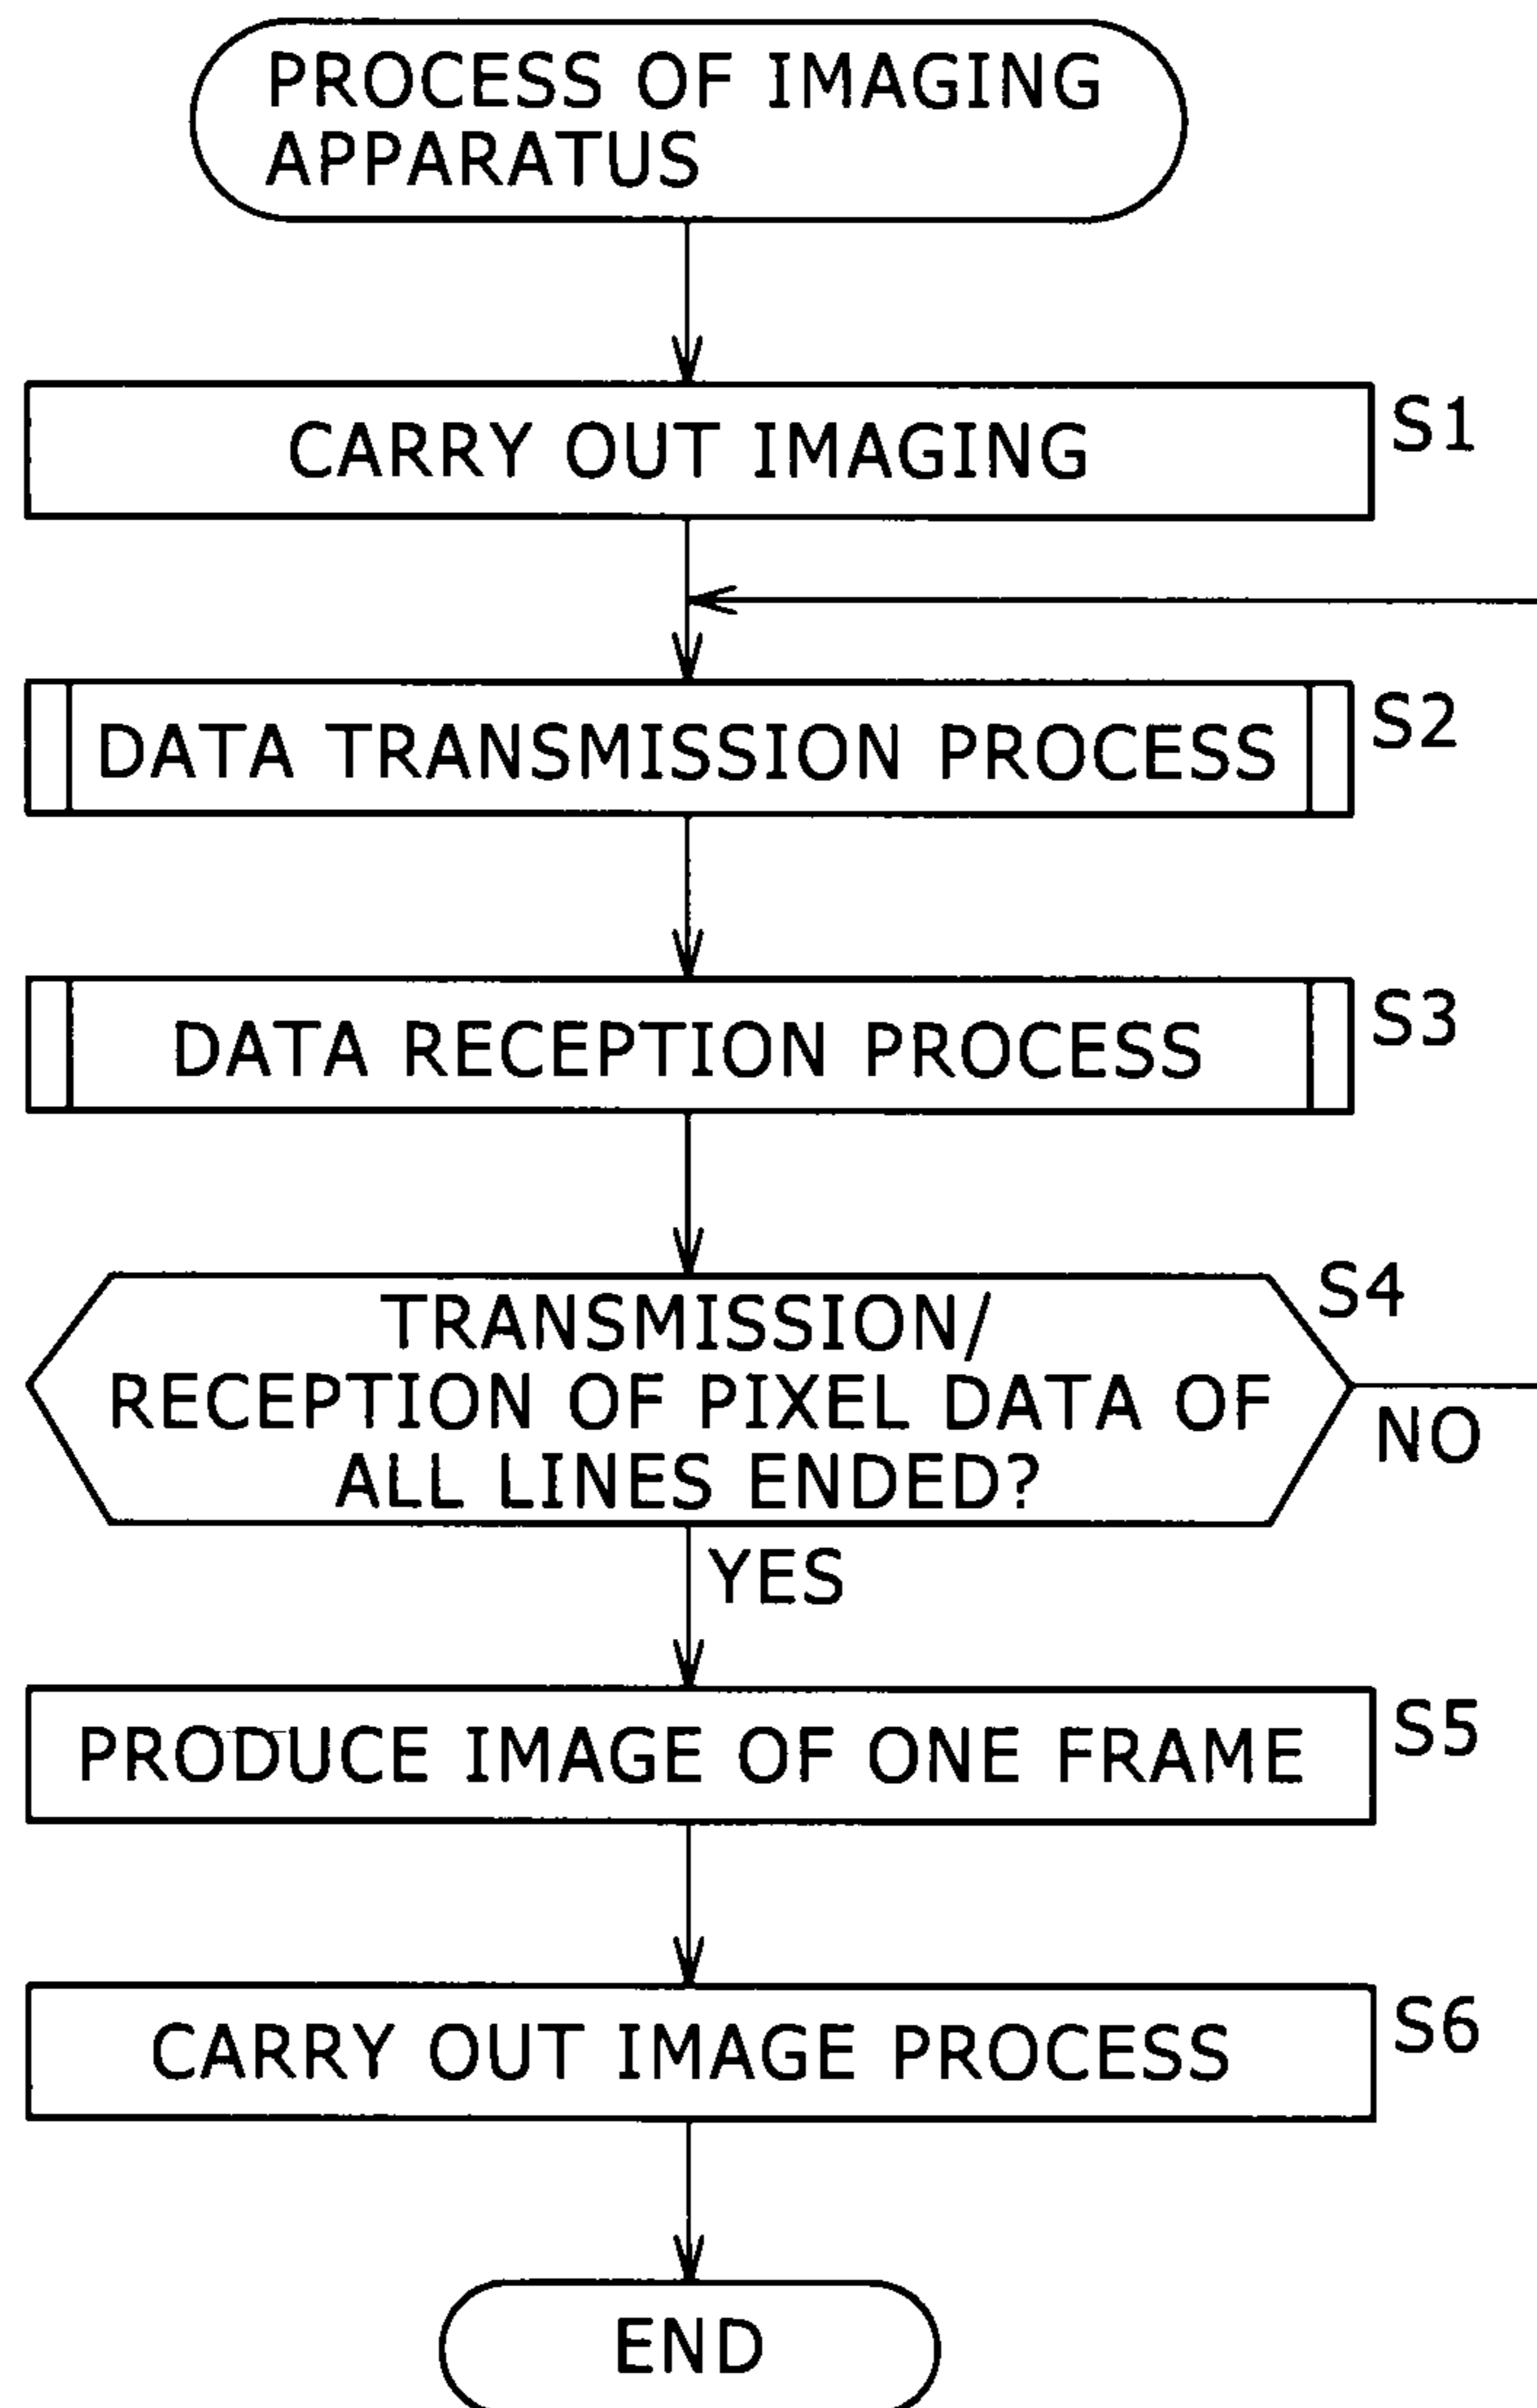 PROCESS OF IMAGING
APPARATUS
CARRY OUT IMAGING
S1
DATA TRANSMISSION PROCESS
S2
DATA RECEPTION PROCESS
S3
TRANSMISSION/
RECEPTION OF PIXEL DATA OF
ALL LINES ENDED?
S4
NO
YES
PRODUCE IMAGE OF ONE FRAME
S5
CARRY OUT IMAGE PROCESS
S6
END